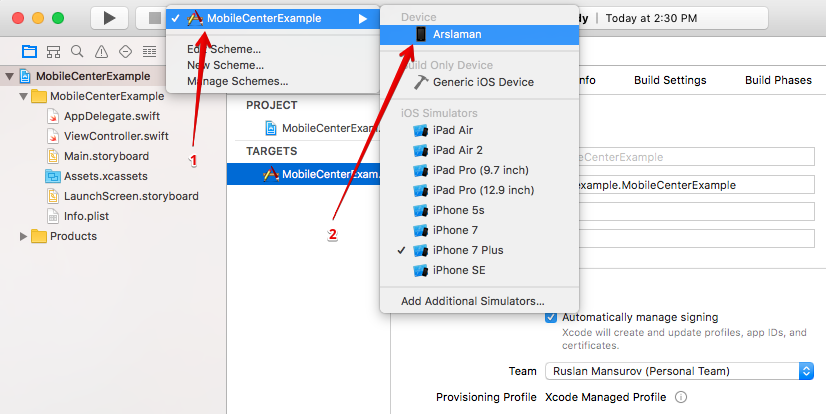 MobileCenterExample
Edit Scheme...
New Scheme...
Manage Schemes...
Device
Arslaman
Build Only Device
Generic iOS Device
iOS Simulators
iPad Air
iPad Air 2
iPad Pro (9.7 inch)
iPad Pro (12.9 inch)
iPhone 5s
iPhone 7
iPhone 7 Plus
iPhone SE
Add Additional Simulators...
Today at 2:30 PM
MobileCenterExample
MobileCenterExample
AppDelegate.swift
ViewController.swift
Main.storyboard
Assets.xcassets
LaunchScreen.storyboard
Info.plist
Products
1
2
PROJECT
MobileCenterExam
TARGETS
MobileCenterExam
Build Settings
Build Phases
eCenterExample
example.MobileCenterExample
Automatically manage signing
Xcode will create and update profiles, app IDs, and
certificates.
Team Ruslan Mansurov (Personal Team)
Provisioning Profile Xcode Managed Profile